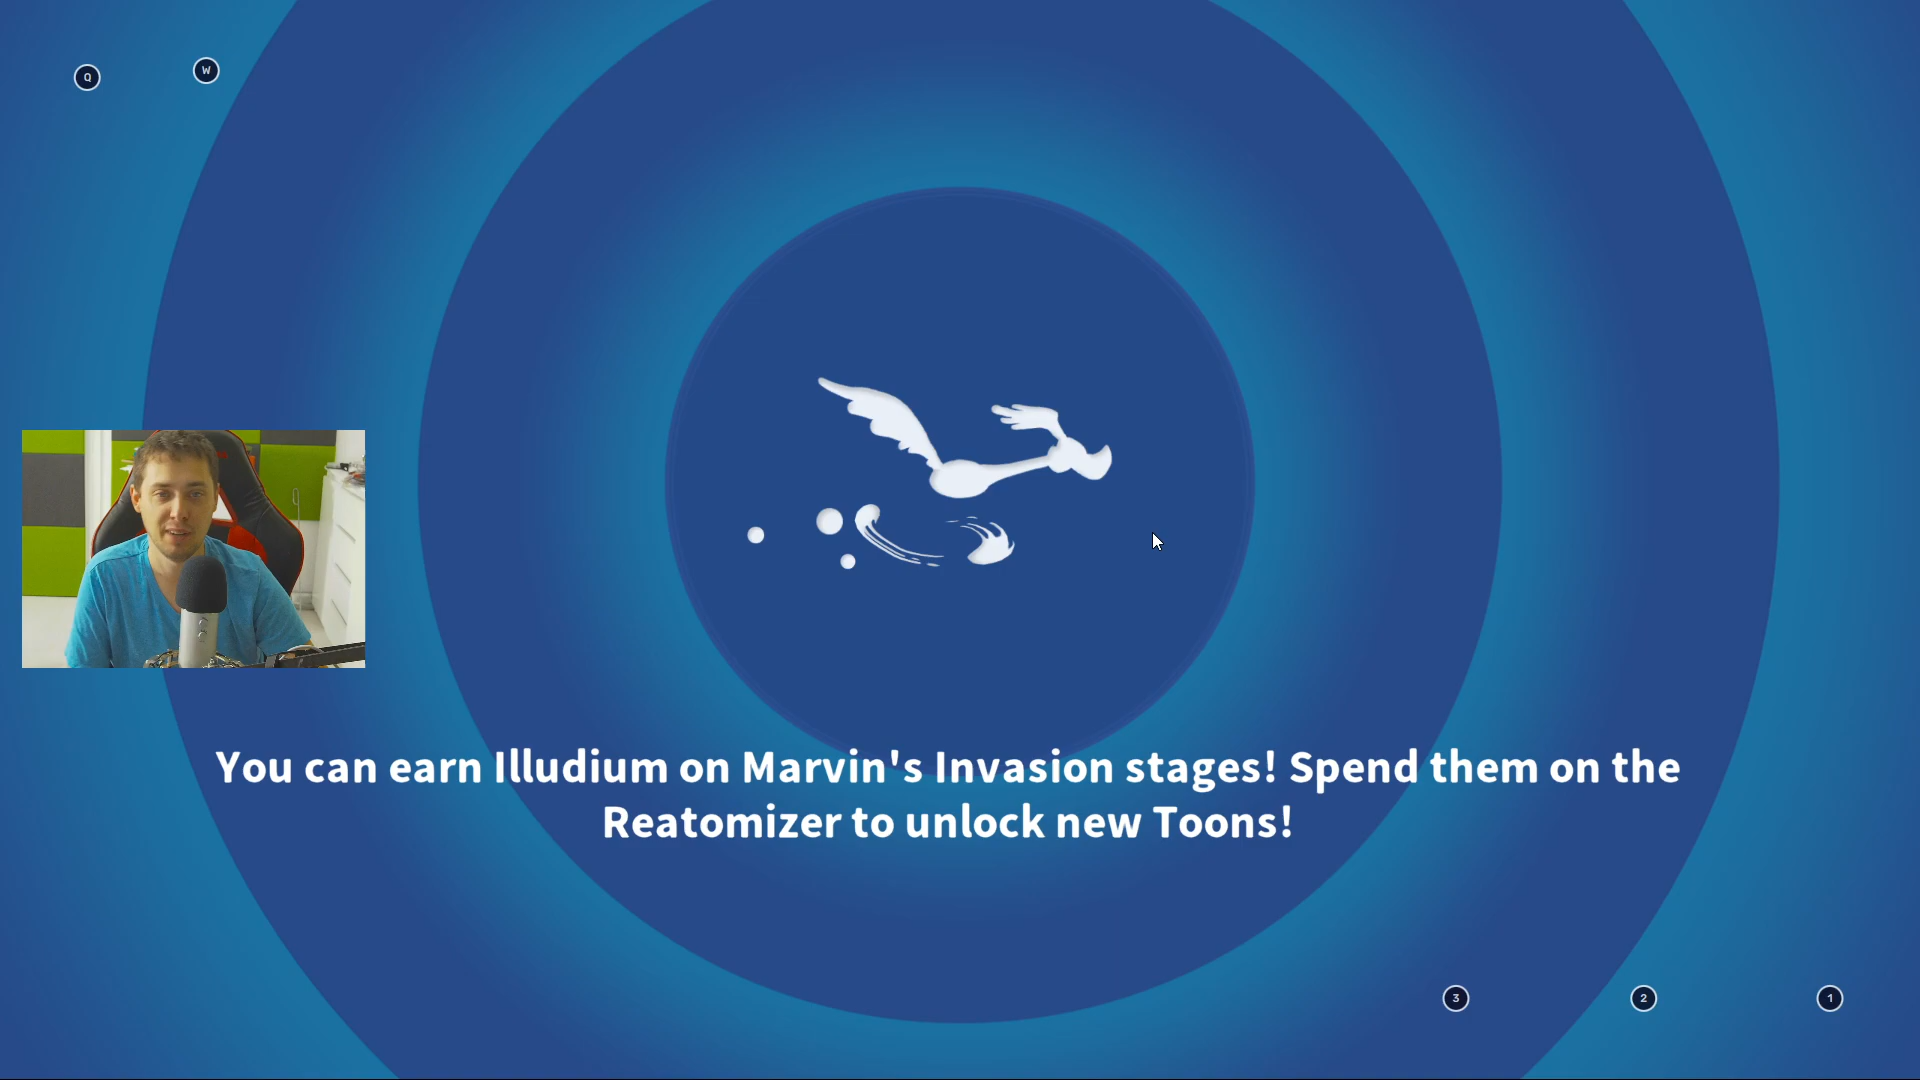 Q
W
You can earn Illudium on Marvin's Invasion stages! Spend them on the
Reatomizer to unlock new Toons!
3
2
1